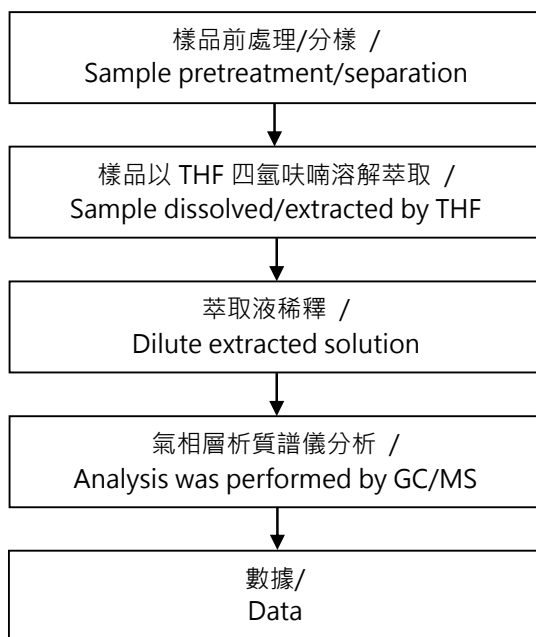 樣品前處理/分樣 /
Sample pretreatment/separation
樣品以 THF 四氫呋喃溶解萃取 /
Sample dissolved/extracted by THF
萃取液稀釋 /
Dilute extracted solution
氣相層析質譜儀分析 /
Analysis was performed by GC/MS
數據/
Data